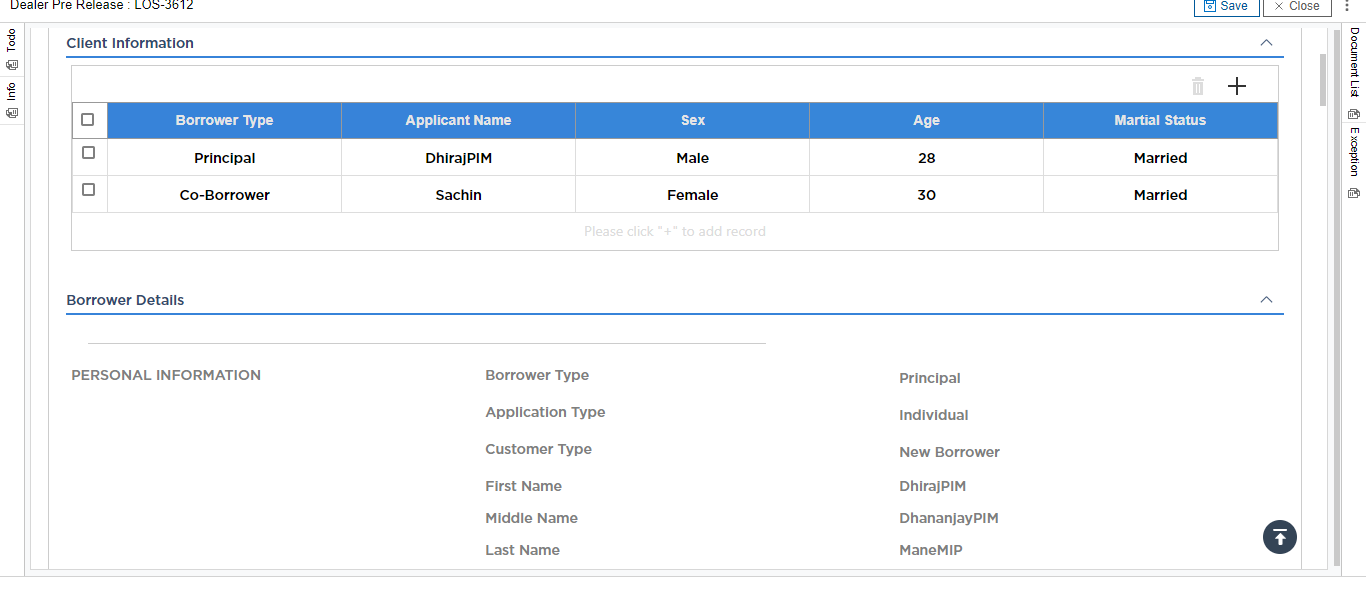 Dealer Pre Release : LOS-3612
Save
Close
Todo
Info
Document List
Exception
Client Information
Borrower Type Applicant Name Sex Age Martial Status
Principal DhirajPIM Male 28 Married
Co-Borrower Sachin Female 30 Married
Please click "+" to add record
Borrower Details
PERSONAL INFORMATION
Borrower Type Principal
Application Type Individual
Customer Type New Borrower
First Name DhirajPIM
Middle Name DhananjayPIM
Last Name ManeMIP